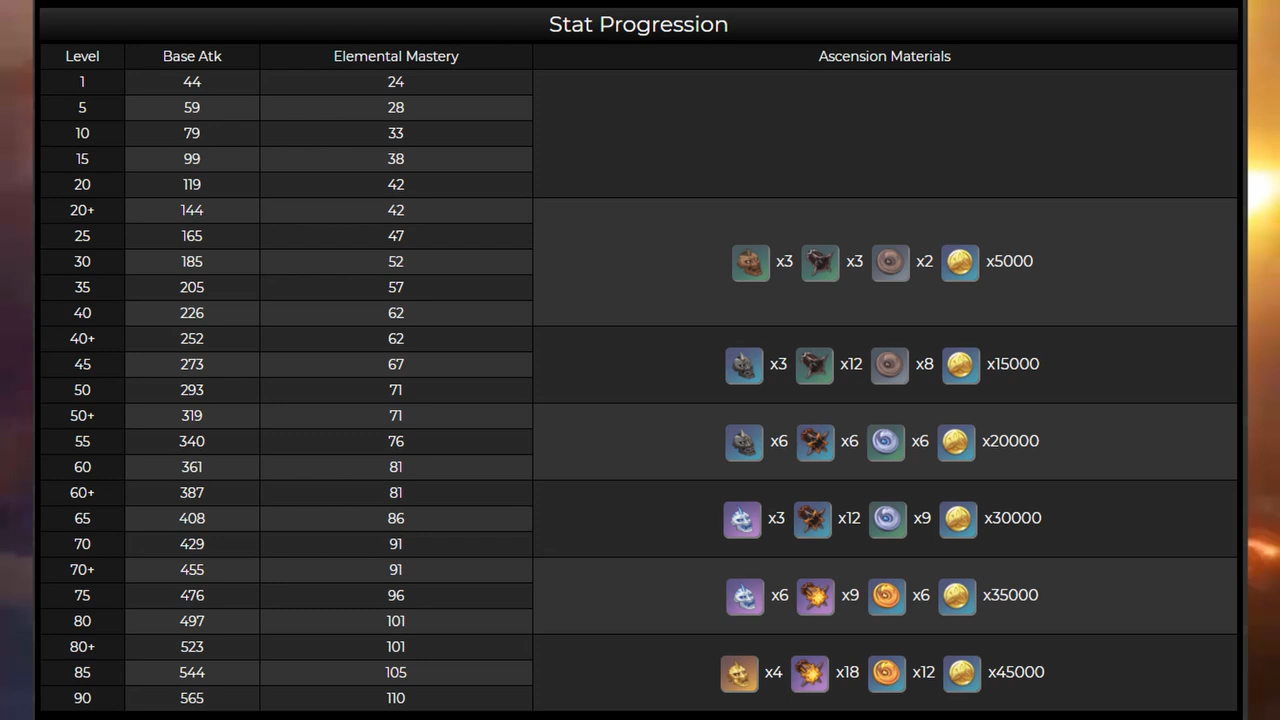 Stat Progression
Level Base Atk Elemental Mastery Ascension Materials
1 44 24
5 59 28
10 79 33
15 99 38
20 119 42
20+ 144 42
25 165 47
30 185 52
x3 x3 x2 x5000
35 205 57
40 226 62
40+ 252 62
45 273 67
x3 x12 x8 x15000
50 293 71
50+ 319 71
55 340 76
x6 x6 x6 x20000
60 361 81
60+ 387 81
65 408 86
x3 x12 x9 x30000
70 429 91
70+ 455 91
75 476 96
x6 x9 x6 x35000
80 497 101
80+ 523 101
85 544 105
x4 x18 x12 x45000
90 565 110